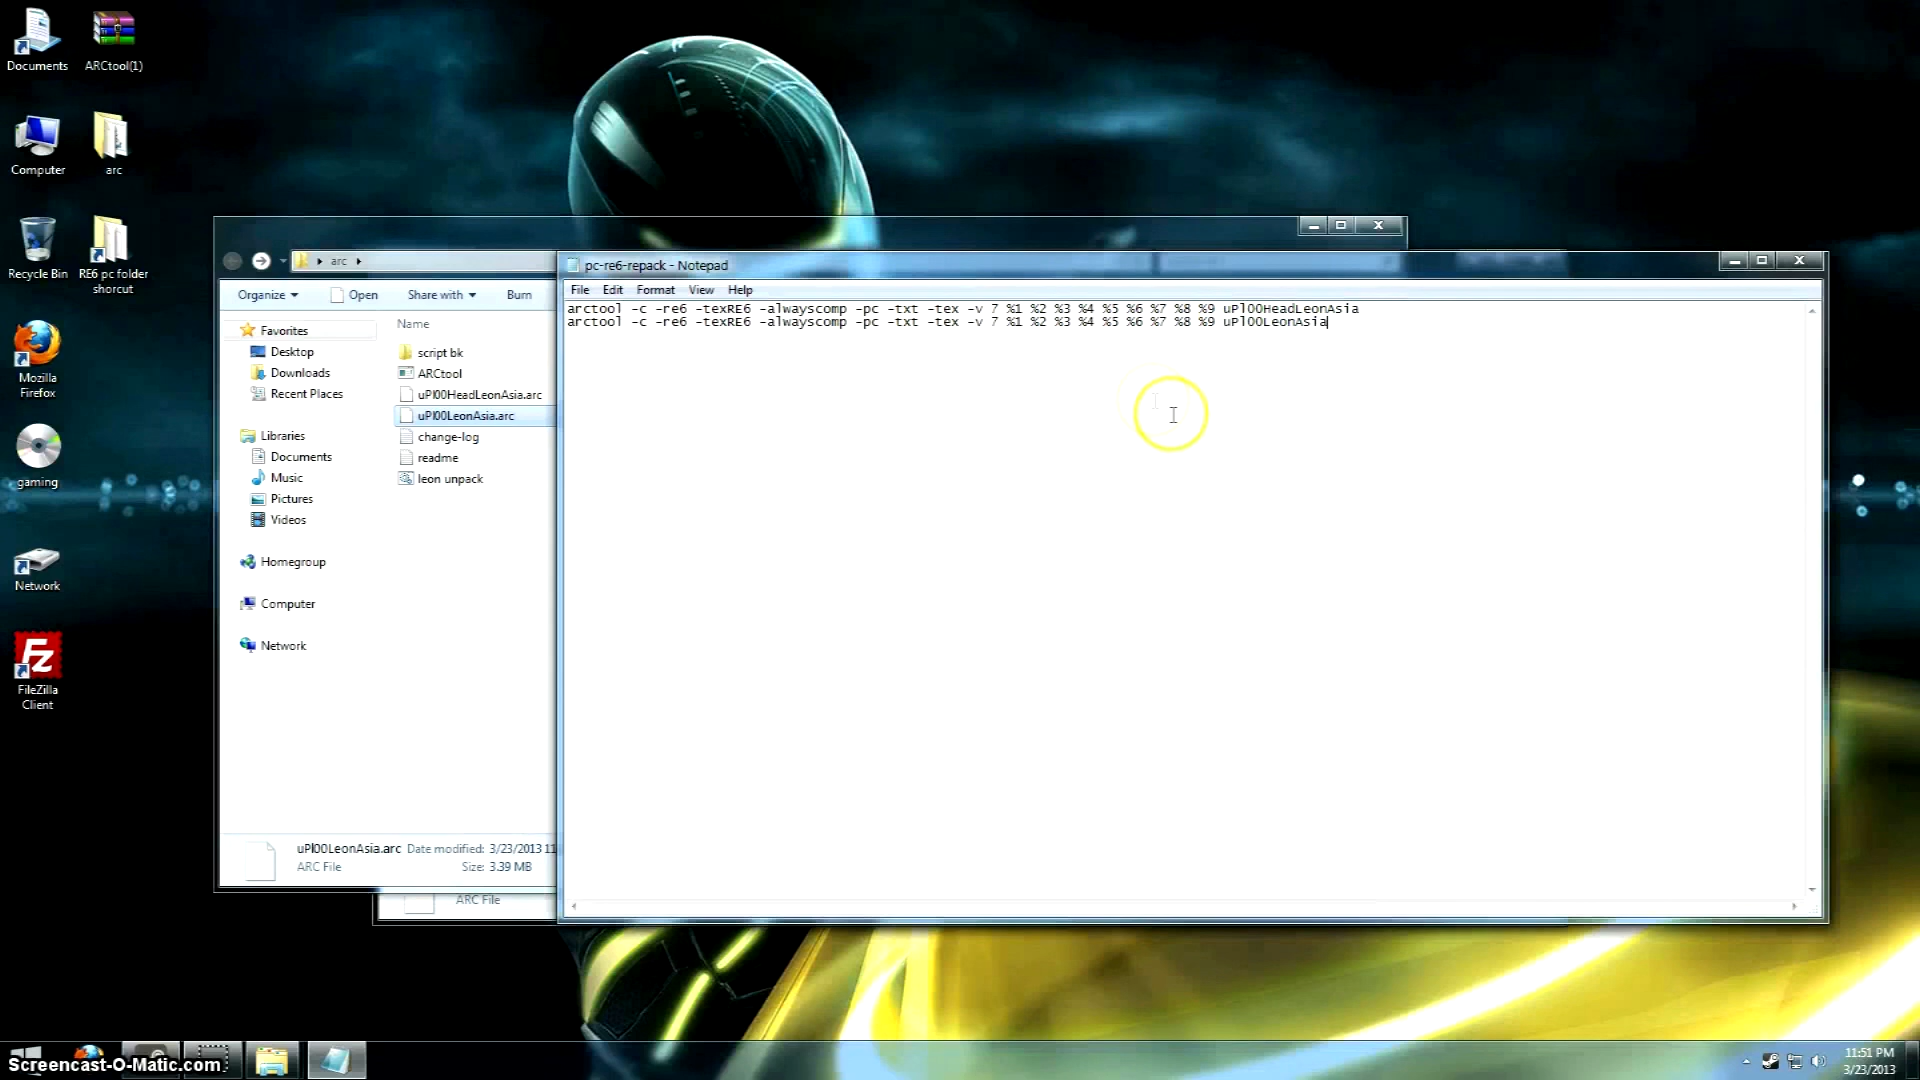 Documents
ARCtool(1)
Computer
arc
Recycle Bin
RE6 pc folder
shorcut
Mozilla
Firefox
gaming
Network
FileZilla
Client
arc
Organize
Open
Share with
Burn
Favorites
Desktop
Downloads
Recent Places
Libraries
Documents
Music
Pictures
Videos
Homegroup
Computer
Network
Name
script bk
ARCtool
uPl00HeadLeonAsia.arc
uPl00LeonAsia.arc
change-log
readme
leon unpack
uPl00LeonAsia.arc Date modified: 3/23/2013 11
ARC File Size: 3.39 MB
ARC File
pc-re6-repack - Notepad
File Edit Format View Help
arctool -c -re6 -texRE6 -alwayscomp -pc -txt -tex -v 7 %1 %2 %3 %4 %5 %6 %7 %8 %9 uPl00HeadLeonAsia
arctool -c -re6 -texRE6 -alwayscomp -pc -txt -tex -v 7 %1 %2 %3 %4 %5 %6 %7 %8 %9 uPl00LeonAsia
Screencast-O-Matic.com
11:51 PM
3/23/2013